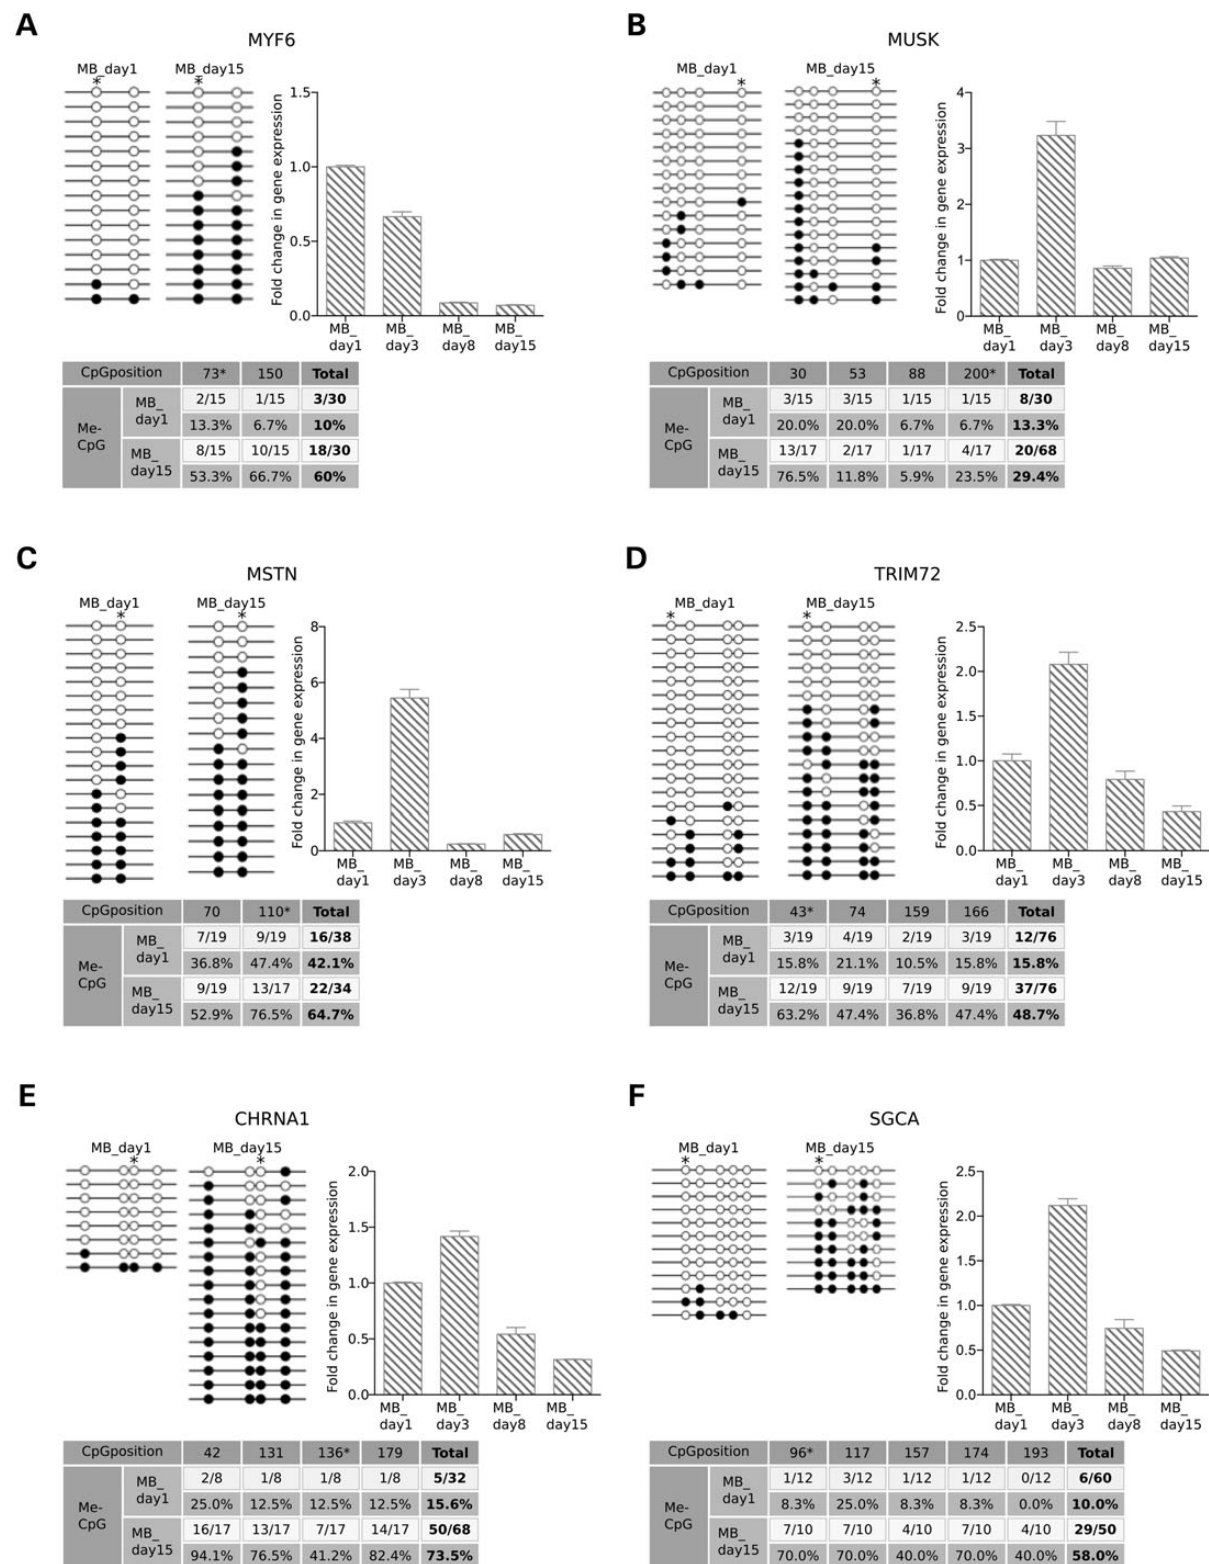 A
MYF6
MB_day1 MB_day15
* *
Fold change in gene expression
1.5
1.0
0.5
0.0
MB_ day1 MB_ day3 MB_ day8 MB_ day15
CpGposition 73* 150 Total
Me-CpG
MB_ day1 2/15 1/15 3/30
13.3% 6.7% 10%
MB_ day15 8/15 10/15 18/30
53.3% 66.7% 60%
B
MUSK
MB_day1 MB_day15
* *
Fold change in gene expression
4
3
2
1
0
MB_ day1 MB_ day3 MB_ day8 MB_ day15
CpGposition 30 53 88 200* Total
Me-CpG
MB_ day1 3/15 3/15 1/15 1/15 8/30
20.0% 20.0% 6.7% 6.7% 13.3%
MB_ day15 13/17 2/17 1/17 4/17 20/68
76.5% 11.8% 5.9% 23.5% 29.4%
C
MSTN
MB_day1 MB_day15
* *
Fold change in gene expression
8
6
4
2
0
MB_ day1 MB_ day3 MB_ day8 MB_ day15
CpGposition 70 110* Total
Me-CpG
MB_ day1 7/19 9/19 16/38
36.8% 47.4% 42.1%
MB_ day15 9/19 13/17 22/34
52.9% 76.5% 64.7%
D
TRIM72
MB_day1 MB_day15
* *
Fold change in gene expression
2.5
2.0
1.5
1.0
0.5
0.0
MB_ day1 MB_ day3 MB_ day8 MB_ day15
CpGposition 43* 74 159 166 Total
Me-CpG
MB_ day1 3/19 4/19 2/19 3/19 12/76
15.8% 21.1% 10.5% 15.8% 15.8%
MB_ day15 12/19 9/19 7/19 9/19 37/76
63.2% 47.4% 36.8% 47.4% 48.7%
E
CHRNA1
MB_day1 MB_day15
* *
Fold change in gene expression
2.0
1.5
1.0
0.5
0.0
MB_ day1 MB_ day3 MB_ day8 MB_ day15
CpGposition 42 131 136* 179 Total
Me-CpG
MB_ day1 2/8 1/8 1/8 1/8 5/32
25.0% 12.5% 12.5% 12.5% 15.6%
MB_ day15 16/17 13/17 7/17 14/17 50/68
94.1% 76.5% 41.2% 82.4% 73.5%
F
SGCA
MB_day1 MB_day15
* *
Fold change in gene expression
2.5
2.0
1.5
1.0
0.5
0.0
MB_ day1 MB_ day3 MB_ day8 MB_ day15
CpGposition 96* 117 157 174 193 Total
Me-CpG
MB_ day1 1/12 3/12 1/12 1/12 0/12 6/60
8.3% 25.0% 8.3% 8.3% 0.0% 10.0%
MB_ day15 7/10 7/10 4/10 7/10 4/10 29/50
70.0% 70.0% 40.0% 70.0% 40.0% 58.0%